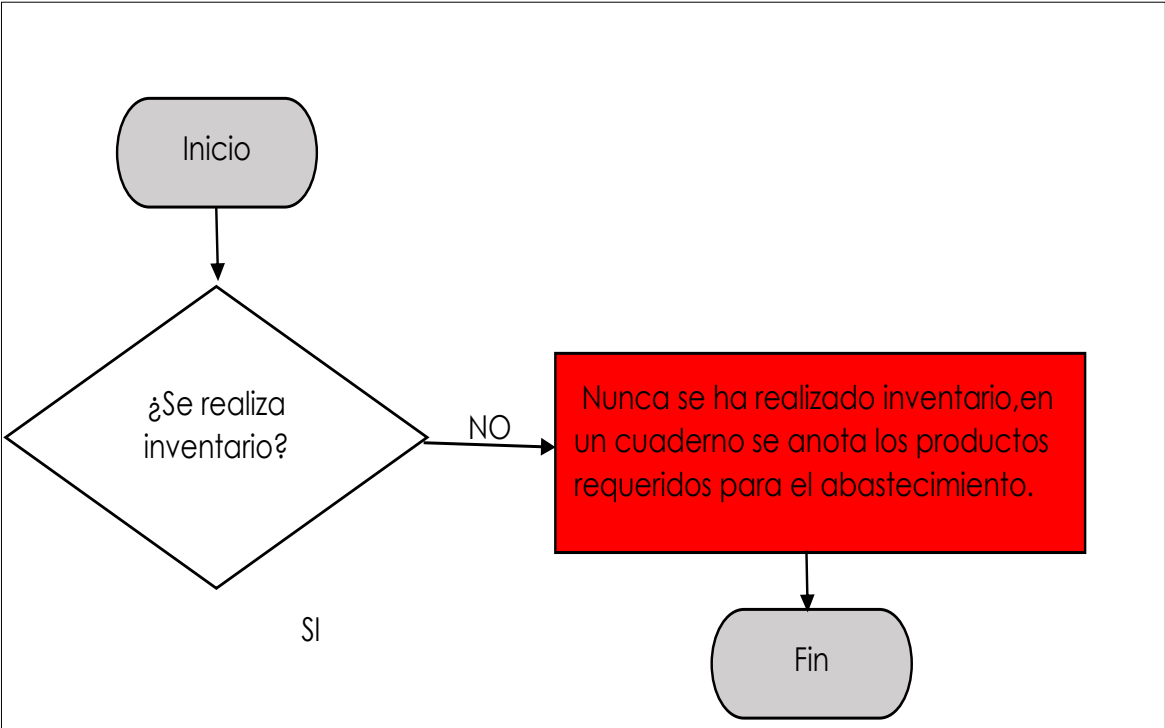 Inicio
¿Se realiza
inventario?
NO
Nunca se ha realizado inventario,en
un cuaderno se anota los productos
requeridos para el abastecimiento.
SI
Fin